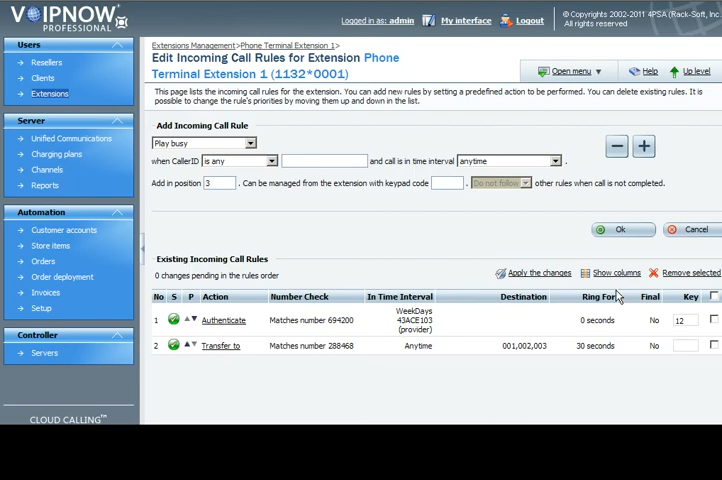 VOIPNOW
PROFESSIONAL
Logged in as: admin
My interface
Logout
© Copyrights 2002-2011 4PSA (Rack-Soft, Inc.)
All rights reserved.
Users
Resellers
Clients
Extensions
Server
Unified Communications
Charging plans
Channels
Reports
Automation
Customer accounts
Store items
Orders
Order deployment
Invoices
Setup
Controller
Servers
CLOUD CALLING™
Extensions Management>Phone Terminal Extension 1>
Edit Incoming Call Rules for Extension Phone
Terminal Extension 1 (1132*0001)
Open menu
Help
Up level
This page lists the incoming call rules for the extension. You can add new rules by setting a predefined action to be performed. You can delete existing rules. It is
possible to change the rule's priorities by moving them up and down in the list.
Add Incoming Call Rule
Play busy
when CallerID is any and call is in time interval anytime .
Add in position 3 . Can be managed from the extension with keypad code Do not follow other rules when call is not completed.
Ok
Cancel
Existing Incoming Call Rules
0 changes pending in the rules order
Apply the changes
Show columns
Remove selected
No S P Action Number Check In Time Interval Destination Ring For Final Key
1 Authenticate Matches number 694200 WeekDays 43ACE103 (provider) 0 seconds No 12
2 Transfer to Matches number 288468 Anytime 001,002,003 30 seconds No